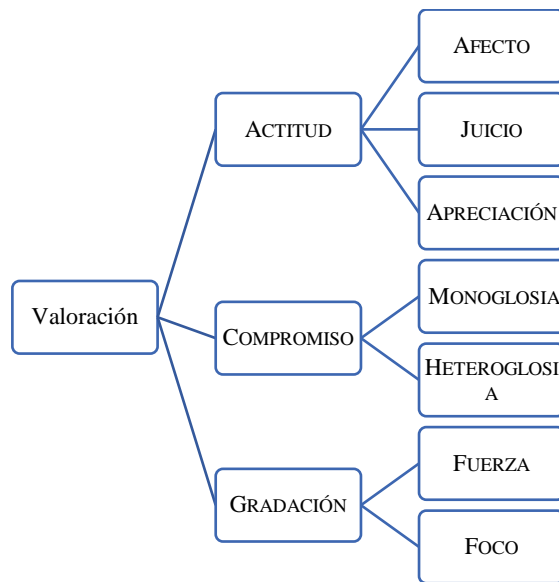 AFECTO
ACTITUD
JUICIO
APRECIACIÓN
Valoración
MONOGLOSIA
COMPROMISO
HETEROGLOSI
A
FUERZA
GRADACIÓN
FOCO